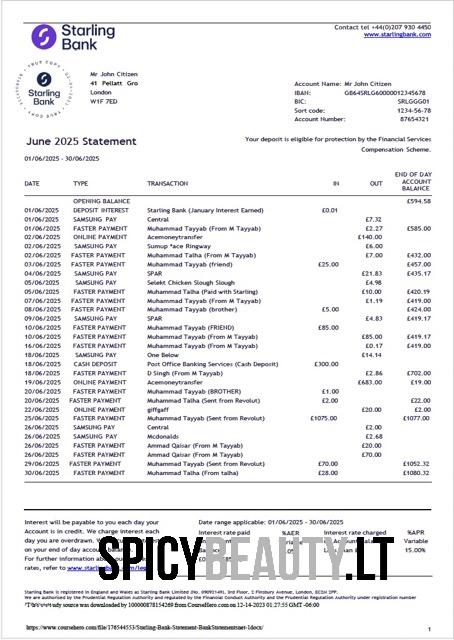 Starling
Bank
Contact tel +44(0)207 930 4450
www.starlingbank.com
TRUE COPY
Starling
Bank
Mr John Citizen
41 Pellatt Gro
London
W1F 7ED
Account Name: Mr John Citizen
IBAN: GB64SRLG60000012345678
BIC: SRLGGG01
Sort code: 1234-56-78
Account Number: 87654321
June 2025 Statement
Your deposit is eligible for protection by the Financial Services
Compensation Scheme.
01/06/2025 - 30/06/2025
DATE TYPE TRANSACTION IN OUT END OF DAY ACCOUNT BALANCE
OPENING BALANCE £594.58
01/06/2025 DEPOSIT INTEREST Starling Bank (January Interest Earned) £0.01
01/06/2025 SAMSUNG PAY Central £7.32
01/06/2025 FASTER PAYMENT Muhammad Tayyab (From M Tayyab) £2.27 £585.00
02/06/2025 ONLINE PAYMENT Acemoneytransfer £140.00
02/06/2025 SAMSUNG PAY Sumup *ace Ringway £6.00
02/06/2025 FASTER PAYMENT Muhammad Talha (From M Tayyab) £7.00 £432.00
03/06/2025 FASTER PAYMENT Muhammad Tayyab (friend) £25.00 £457.00
04/06/2025 SAMSUNG PAY SPAR £21.83 £435.17
05/06/2025 SAMSUNG PAY Selekt Chicken Slough Slough £4.98
05/06/2025 FASTER PAYMENT Muhammad Talha (Paid with Starling) £10.00 £420.19
07/06/2025 FASTER PAYMENT Muhammad Tayyab (From M Tayyab) £1.19 £419.00
08/06/2025 FASTER PAYMENT Muhammad Tayyab (brother) £5.00 £424.00
09/06/2025 SAMSUNG PAY SPAR £4.83 £419.17
10/06/2025 FASTER PAYMENT Muhammad Tayyab (FRIEND) £85.00
10/06/2025 FASTER PAYMENT Muhammad Tayyab (From M Tayyab) £85.00 £419.17
16/06/2025 FASTER PAYMENT Muhammad Tayyab (From M Tayyab) £0.17 £419.00
18/06/2025 SAMSUNG PAY One Below £14.14
18/06/2025 CASH DEPOSIT Post Office Banking Services (Cash Deposit) £300.00
18/06/2025 FASTER PAYMENT D Singh (From M Tayyab) £2.86 £702.00
19/06/2025 ONLINE PAYMENT Acemoneytransfer £683.00 £19.00
20/06/2025 FASTER PAYMENT Muhammad Tayyab (BROTHER) £1.00
20/06/2025 FASTER PAYMENT Muhammad Talha (Sent from Revolut) £2.00 £22.00
22/06/2025 ONLINE PAYMENT giffgaff £20.00 £2.00
25/06/2025 FASTER PAYMENT Muhammad Tayyab (Sent from Revolut) £1075.00 £1077.00
26/06/2025 SAMSUNG PAY Central £2.00
26/06/2025 SAMSUNG PAY Mcdonalds £2.68
26/06/2025 FASTER PAYMENT Ammad Qaisar (From M Tayyab) £20.00
26/06/2025 FASTER PAYMENT Ammad Qaisar (From M Tayyab) £70.00
29/06/2025 FASTER PAYMENT Muhammad Tayyab (Sent from Revolut) £70.00 £1052.32
30/06/2025 FASTER PAYMENT Muhammad Talha (From talha) £28.00 £1080.32
Interest will be payable to you each day your
Account is in credit. We charge interest each
day you are overdrawn.
on your end of day account
For further information about
rates, refer to www.starlingbank.com
Date range applicable: 01/06/2025 - 30/06/2025
Interest rate paid %AER Interest rate charged %APR
Variable Variable
15.00%
SPICYBEAUTY.LT
Starling Bank is registered in England and Wales as Starling Bank Limited (No. 09092149), 3rd Floor, 2 Finsbury Avenue, London, EC2M 2PP.
We are authorised by the Prudential Regulation Authority and regulated by the Financial Conduct Authority and the Prudential Regulation Authority under registration number
study source was downloaded by 100000878154269 from CourseHero.com on 12-14-2023 01:27:55 GMT -06:00
https://www.coursehero.com/file/176544553/Starling-Bank-Statement-BankStatementsnet-1docx/
1